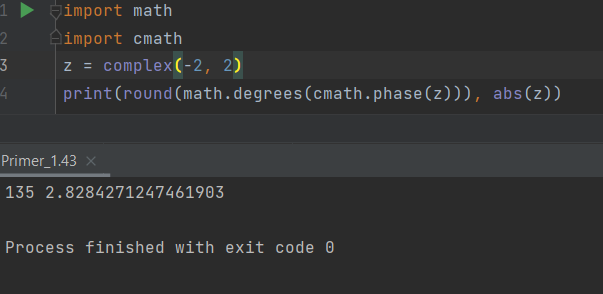 1 import math
2 import cmath
3 z = complex(-2, 2)
4 print(round(math.degrees(cmath.phase(z))), abs(z))
Primer_1.43 ×
135 2.8284271247461903
Process finished with exit code 0